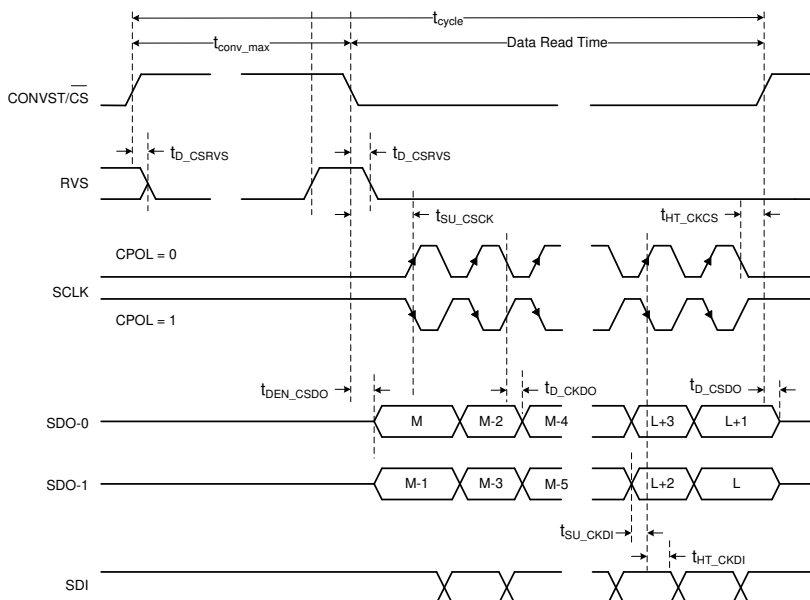 tcycle
tconv_max
Data Read Time
CONVST/CS
tD_CSRVS
tD_CSRVS
RVS
tSU_CSCK
tHT_CKCS
CPOL = 0
SCLK
CPOL = 1
tDEN_CSDO
tD_CKDO
tD_CSDO
SDO-0
M
M-2
M-4
L+3
L+1
SDO-1
M-1
M-3
M-5
L+2
L
tSU_CKDI
tHT_CKDI
SDI